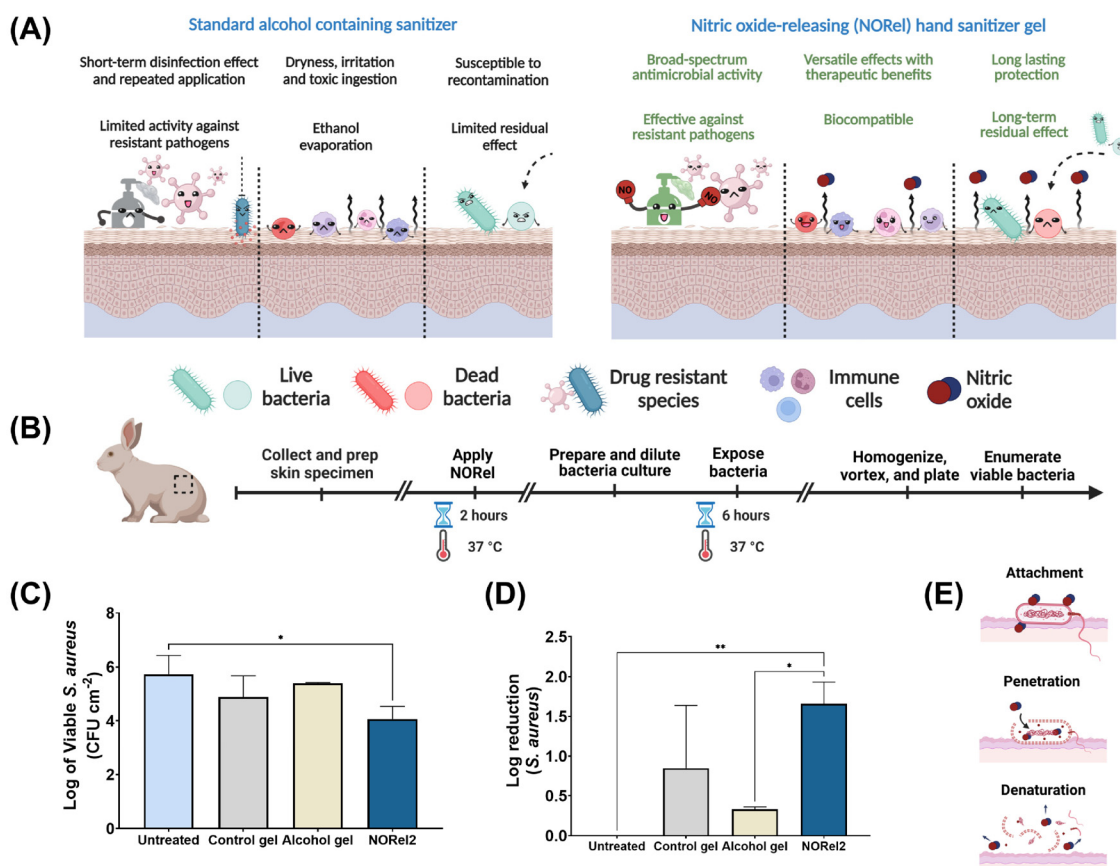 (A)
Standard alcohol containing sanitizer
Short-term disinfection effect
and repeated application
Dryness, irritation
and toxic ingestion
Susceptible to
recontamination
Limited activity against
resistant pathogens
Ethanol
evaporation
Limited residual
effect
Nitric oxide-releasing (NORel) hand sanitizer gel
Broad-spectrum
antimicrobial activity
Versatile effects with
therapeutic benefits
Long lasting
protection
Effective against
resistant pathogens
Biocompatible
Long-term
residual effect
NO
NO
Live
bacteria
Dead
bacteria
Drug resistant
species
Immune
cells
Nitric
oxide
(B)
Collect and prep
skin specimen
Apply
NORel
2 hours
37 °C
Prepare and dilute
bacteria culture
Expose
bacteria
6 hours
37 °C
Homogenize,
vortex, and plate
Enumerate
viable bacteria
(C)
Log of Viable S. aureus
(CFU cm-2)
8
6
4
2
0
*
Untreated
Control gel
Alcohol gel
NORel2
(D)
Log reduction
(S. aureus)
2.5
2.0
1.5
1.0
0.5
0.0
**
*
Untreated
Control gel
Alcohol gel
NORel2
(E)
Attachment
Penetration
Denaturation